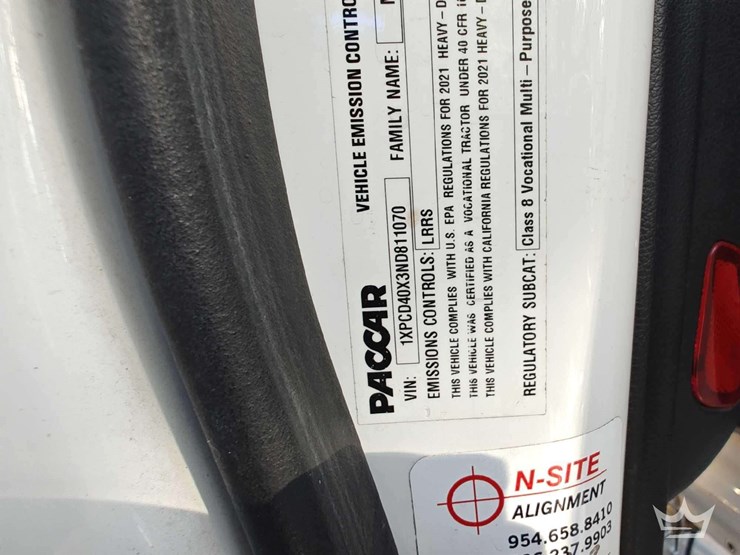 VEHICLE EMISSION CONTRO
PACCAR
VIN: 1XPCD40X3ND811070 FAMILY NAME:
EMISSIONS CONTROLS: LRRS
THIS VEHICLE COMPLIES WITH U.S. EPA REGULATIONS FOR 2021 HEAVY – D
THIS VEHICLE WAS CERTIFIED AS A VOCATIONAL TRACTOR UNDER 40 CFR
THIS VEHICLE COMPLIES WITH CALIFORNIA REGULATIONS FOR 2021 HEAVY – D
REGULATORY SUBCAT: Class 8 Vocational Multi – Purpose
N-SITE
ALIGNMENT
954.658.8410
237.9903